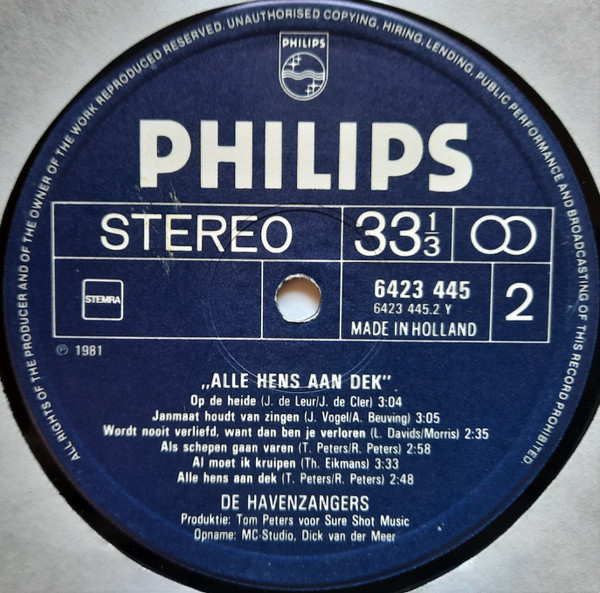 ALL RIGHTS OF THE PRODUCER AND OF THE OWNER OF THE WORK REPRODUCED RESERVED. UNAUTHORISED COPYING, HIRING, LENDING, PUBLIC PERFORMANCE AND BROADCASTING OF THIS RECORD PROHIBITED.
PHILIPS
PHILIPS
STEREO
33 1/3
STEMRA
6423 445
6423 445.2 Y
MADE IN HOLLAND
2
℗ 1981
„ALLE HENS AAN DEK".
Op de heide (J. de Leur/J. de Cler) 3:04
Janmaat houdt van zingen (J. Vogel/A. Beuving) 3:05
Wordt nooit verliefd, want dan ben je verloren (L. Davids/Morris) 2:35
Als schepen gaan varen (T. Peters/R. Peters) 2:58
Al moet ik kruipen (Th. Eikmans) 3:33
Alle hens aan dek (T. Peters/R. Peters) 2:48
DE HAVENZANGERS
Produktie: Tom Peters voor Sure Shot Music
Opname: MC-Studio, Dick van der Meer